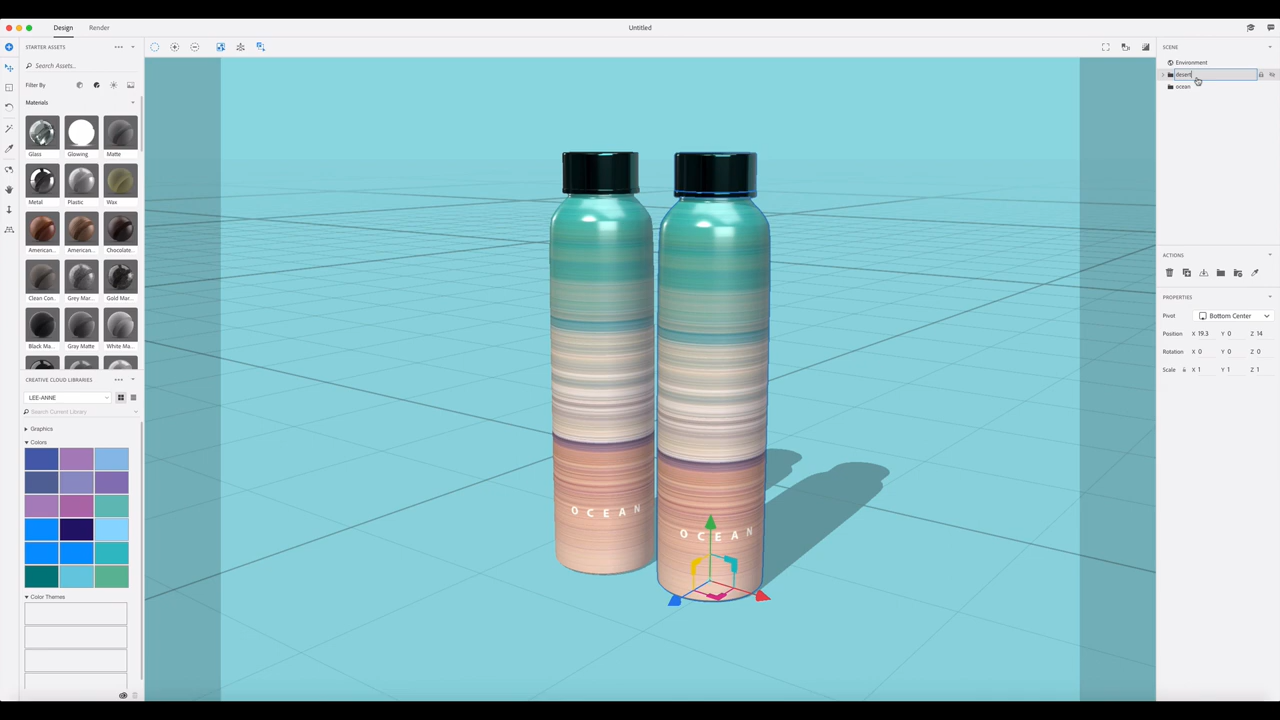 Design
Render
Untitled
STARTER ASSETS
Search Assets..
Filter By
Materials
Glass
Glowing
Matte
Metal
Plastic
Wax
American...
American...
Chocolate...
Clean Con..
Grey Mar...
Gold Mar...
Black Ma...
Gray Matte
White Ma...
CREATIVE CLOUD LIBRARIES
LEE-ANNE
Search Current Library
Graphics
Colors
Color Themes
OCEAN
OCEAN
SCENE
Environment
desert
ocean
ACTIONS
PROPERTIES
Pivot
Bottom Center
Position X 19.3 Y 0 Z 14
Rotation X 0 Y 0 Z 0
Scale X 1 Y 1 Z 1